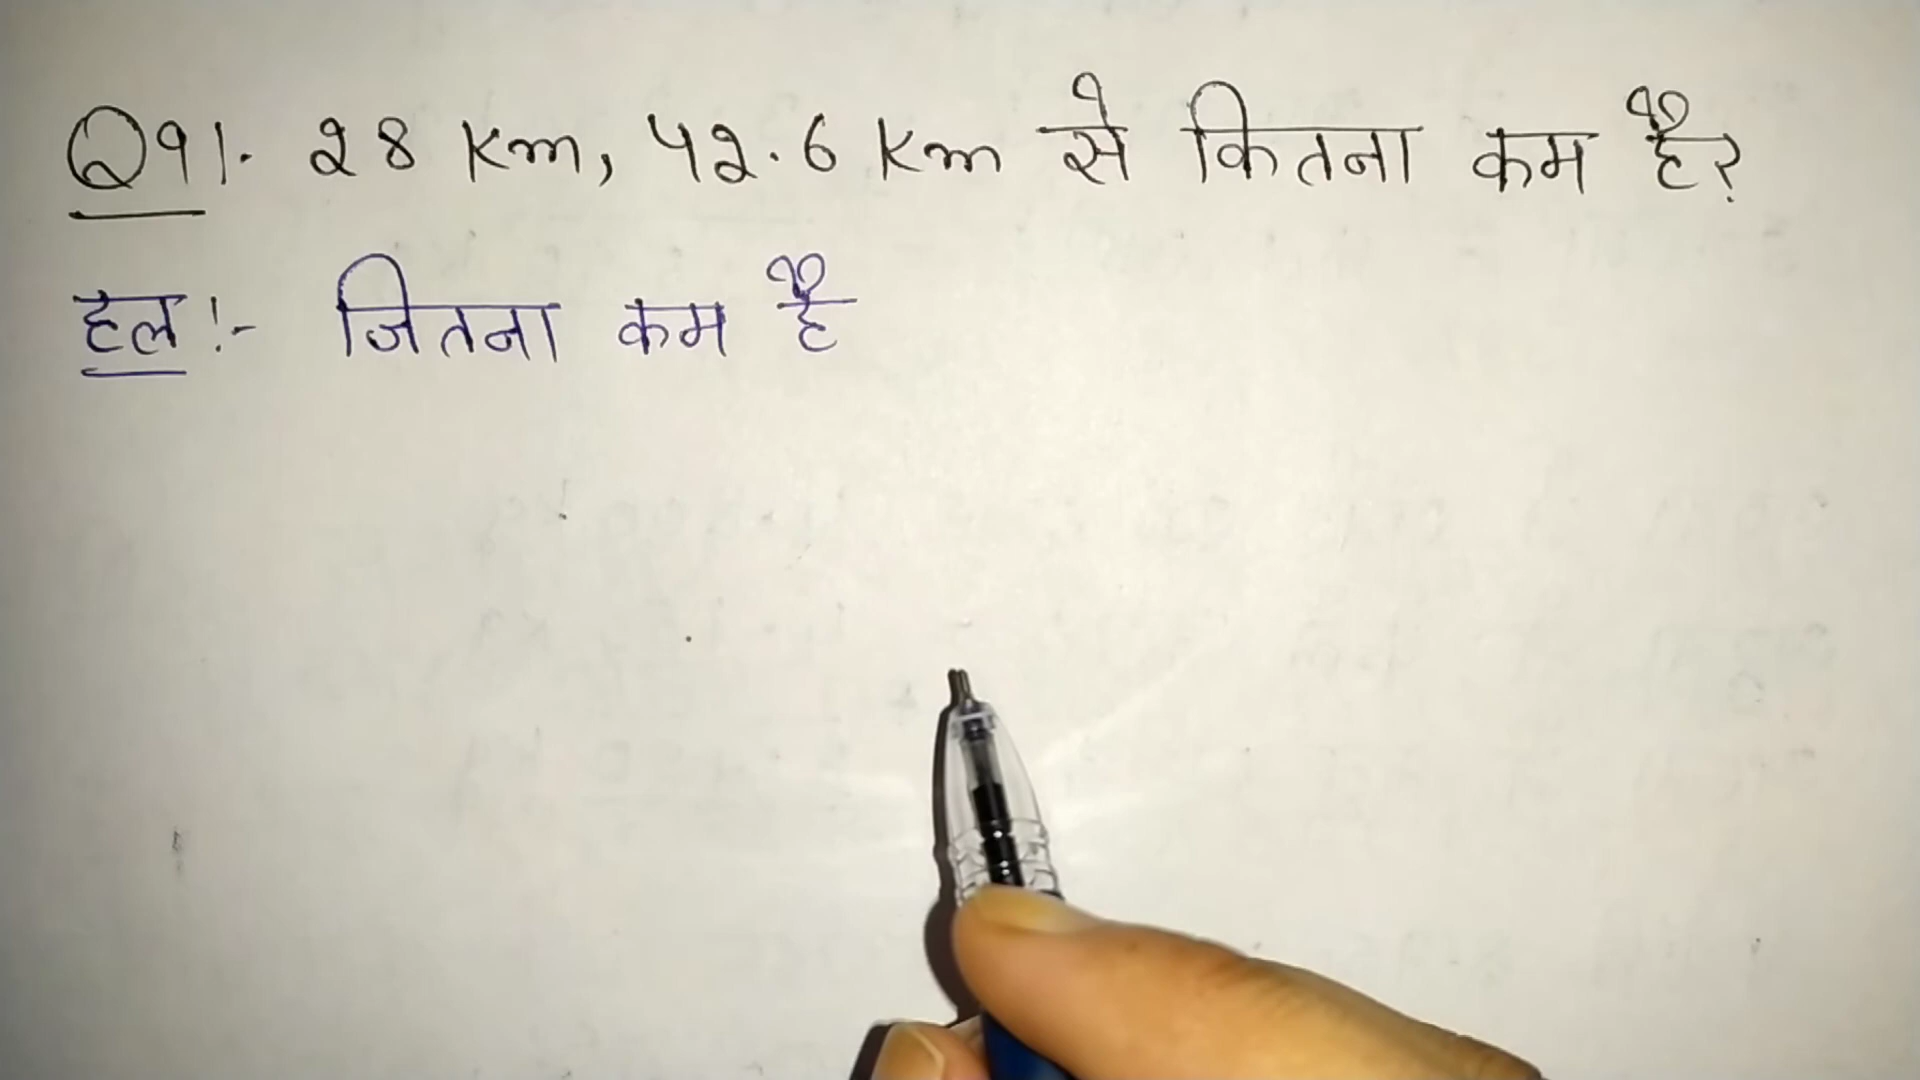 Q91. 28 Km, 42.6 Km से कितना कम है?
हल :- जितना कम है